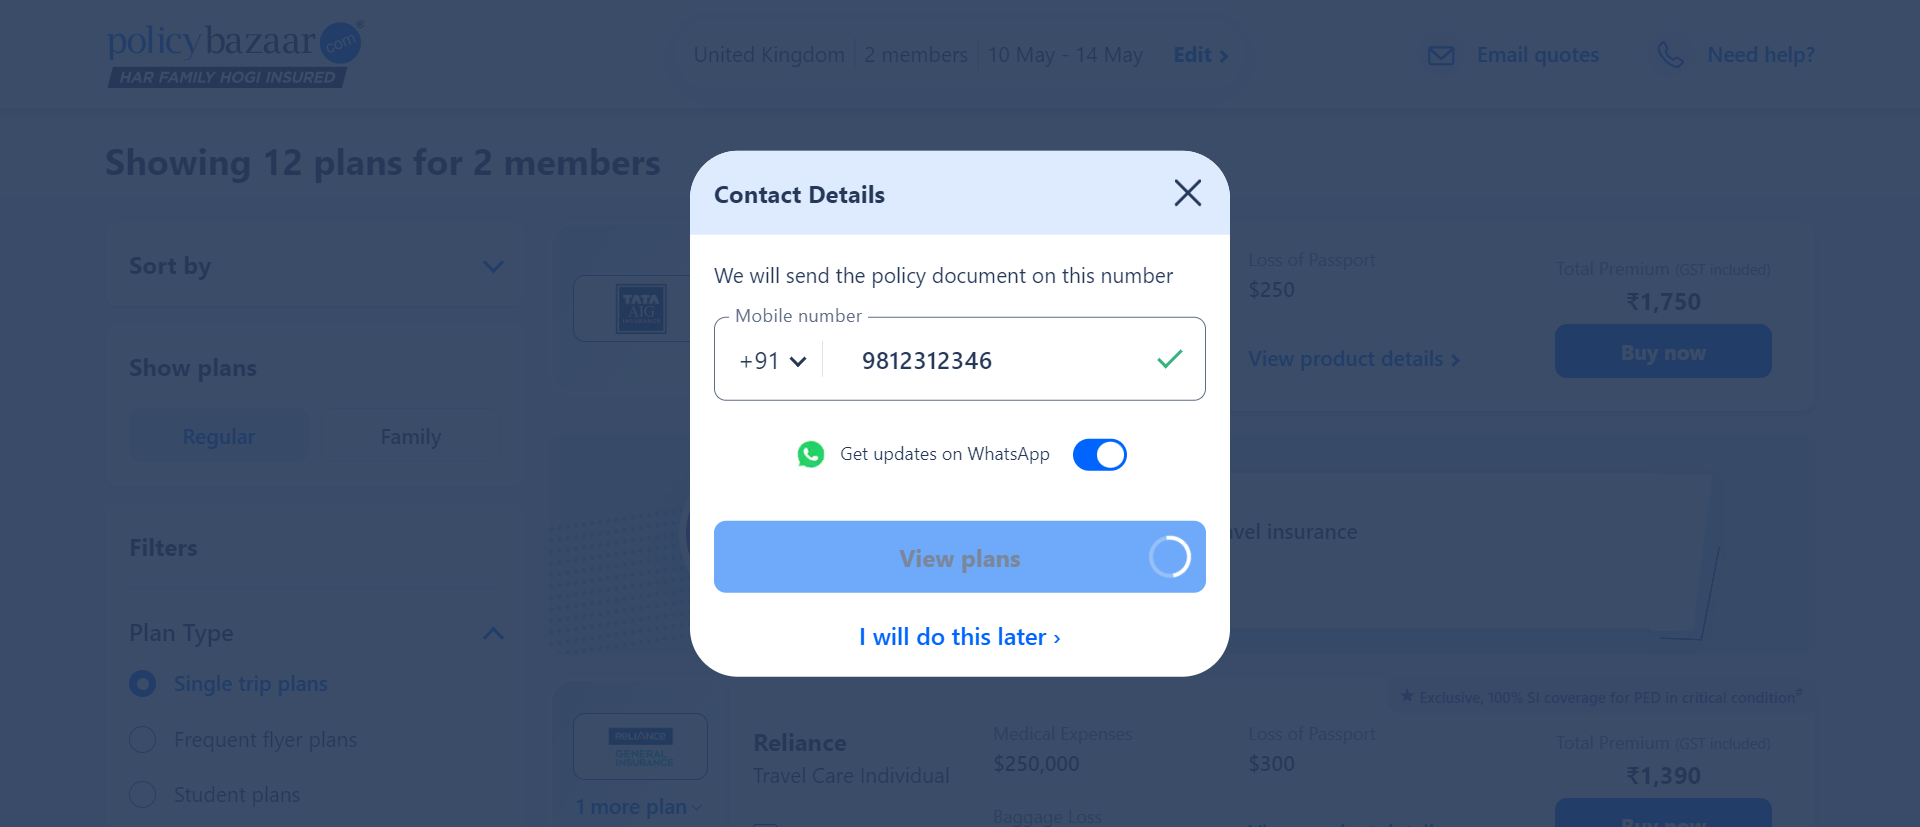 policybazaar.com®
HAR FAMILY HOGI INSURED
United Kingdom 2 members 10 May - 14 May Edit ›
Email quotes
Need help?
Showing 12 plans for 2 members
Sort by
Show plans
Regular Family
Filters
Plan Type
Single trip plans
Frequent flyer plans
Student plans
Contact Details
We will send the policy document on this number
Mobile number
+91 9812312346
Get updates on WhatsApp
View plans
I will do this later ›
TATA
AIG
INSURANCE
Loss of Passport
$250
View product details ›
Total Premium (GST included)
₹1,750
Buy now
vel insurance
Exclusive, 100% SI coverage for PED in critical condition#
RELIANCE
GENERAL
INSURANCE
1 more plan
Reliance
Travel Care Individual
Medical Expenses
$250,000
Baggage Loss
Loss of Passport
$300
Total Premium (GST included)
₹1,390
Buy now